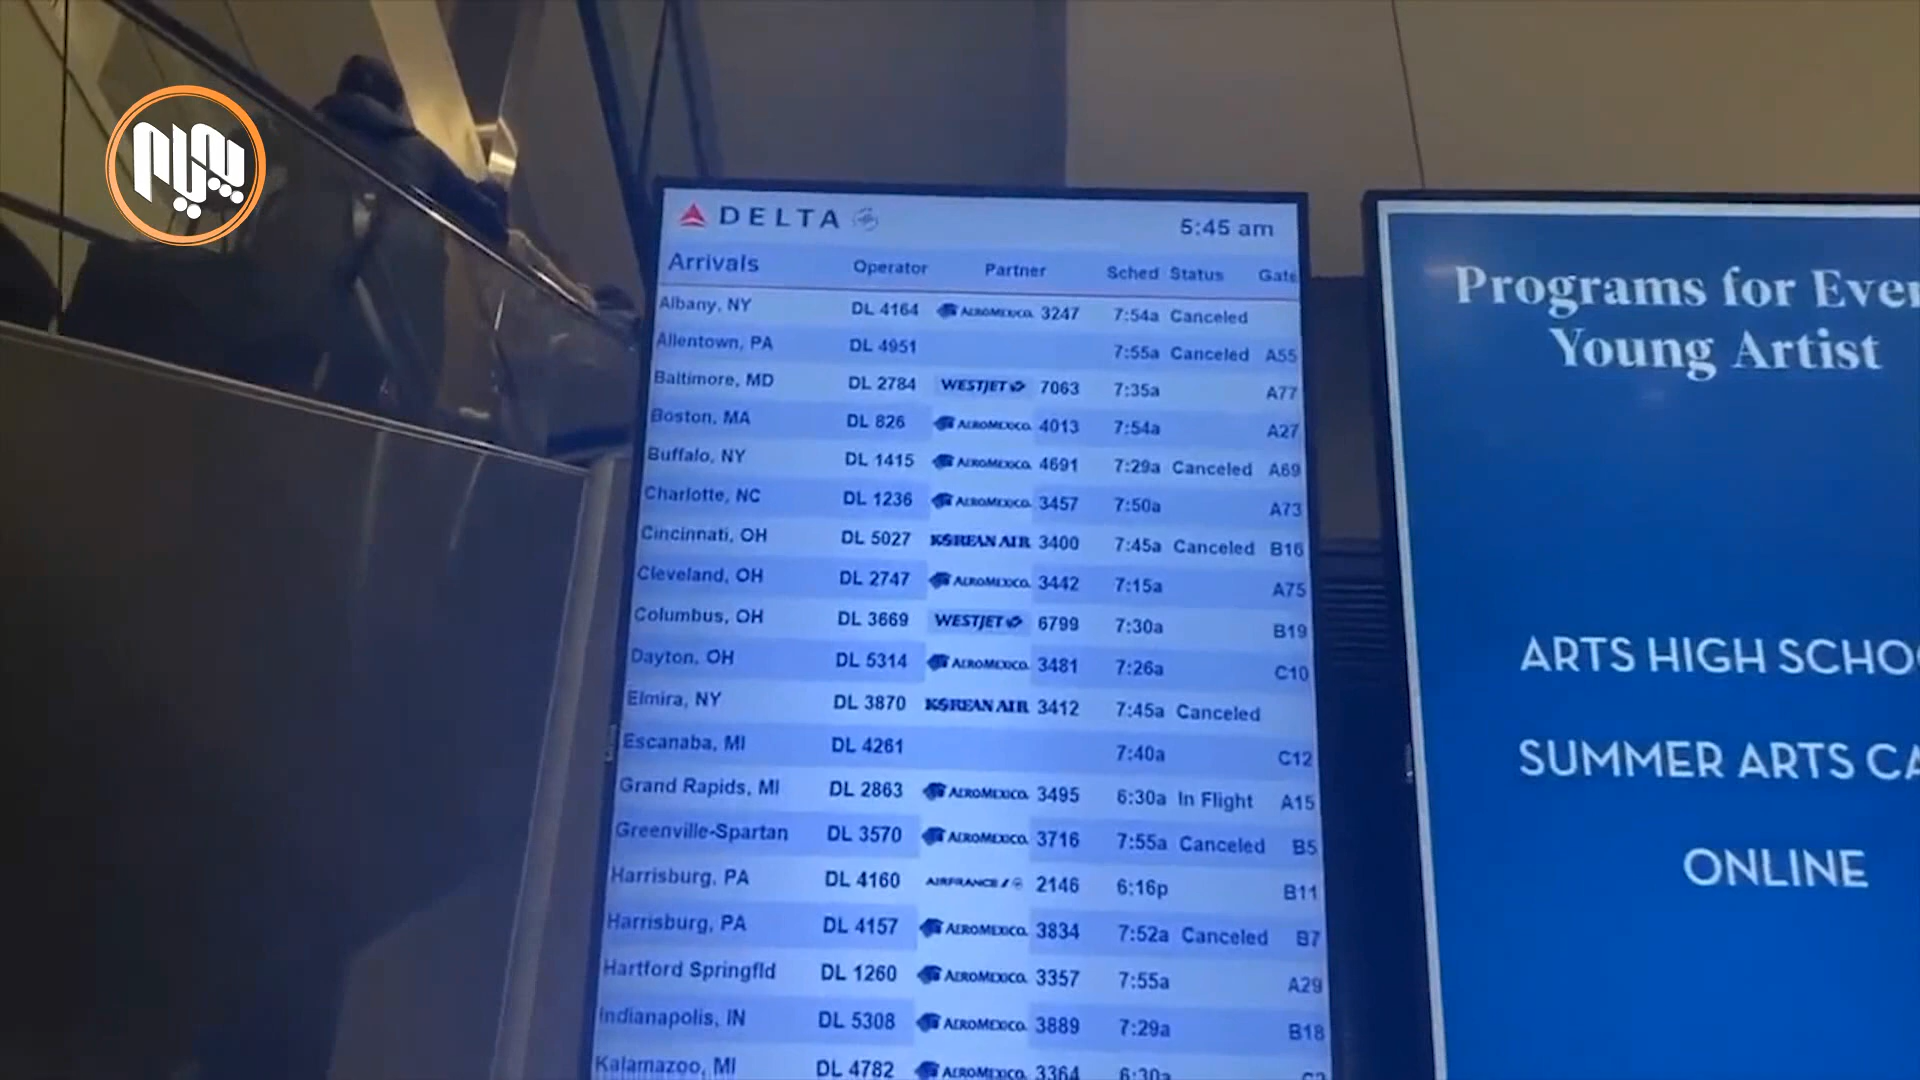 پیام
DELTA 5:45 am
Arrivals Operator Partner Sched Status Gate
Albany, NY DL 4164 AEROMEXICO. 3247 7:54a Canceled
Allentown, PA DL 4951 7:55a Canceled A55
Baltimore, MD DL 2784 WESTJET 7063 7:35a A77
Boston, MA DL 826 AEROMEXICO. 4013 7:54a A27
Buffalo, NY DL 1415 AEROMEXICO. 4691 7:29a Canceled A69
Charlotte, NC DL 1236 AEROMEXICO. 3457 7:50a A73
Cincinnati, OH DL 5027 KOREAN AIR 3400 7:45a Canceled B16
Cleveland, OH DL 2747 AEROMEXICO. 3442 7:15a A75
Columbus, OH DL 3669 WESTJET 6799 7:30a B19
Dayton, OH DL 5314 AEROMEXICO. 3481 7:26a C10
Elmira, NY DL 3870 KOREAN AIR 3412 7:45a Canceled
Escanaba, MI DL 4261 7:40a C12
Grand Rapids, MI DL 2863 AEROMEXICO. 3495 6:30a In Flight A15
Greenville-Spartan DL 3570 AEROMEXICO. 3716 7:55a Canceled B5
Harrisburg, PA DL 4160 AIRFRANCE 2146 6:16p B11
Harrisburg, PA DL 4157 AEROMEXICO. 3834 7:52a Canceled B7
Hartford Springfld DL 1260 AEROMEXICO. 3357 7:55a A29
Indianapolis, IN DL 5308 AEROMEXICO. 3889 7:29a B18
Kalamazoo, MI DL 4782 AEROMEXICO. 3364 6:30a
Programs for Ever
Young Artist
ARTS HIGH SCHO
SUMMER ARTS CA
ONLINE